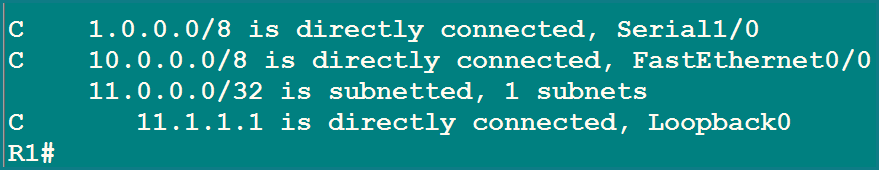 C    1.0.0.0/8 is directly connected, Serial1/0
C    10.0.0.0/8 is directly connected, FastEthernet0/0
     11.0.0.0/32 is subnetted, 1 subnets
C       11.1.1.1 is directly connected, Loopback0
R1#